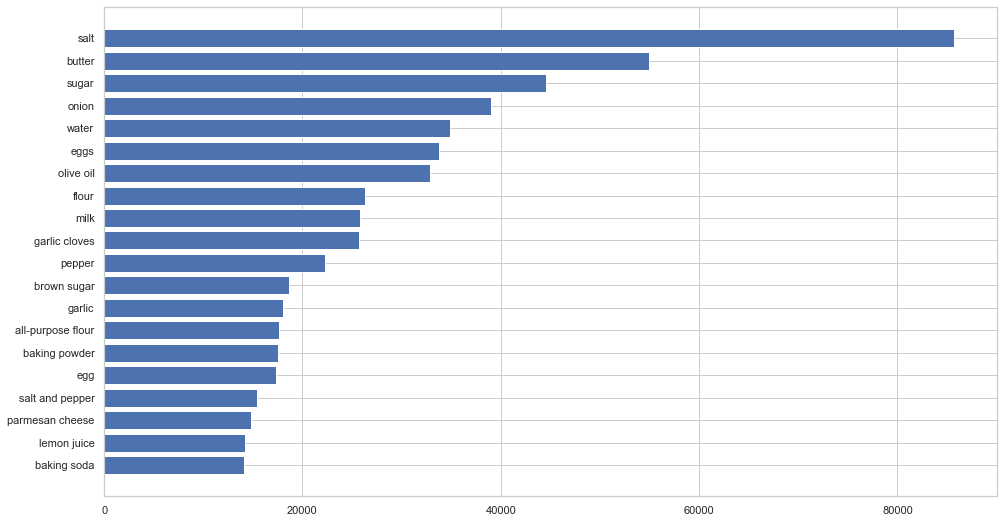 salt
butter
sugar
onion
water
eggs
olive oil
flour
milk
garlic cloves
pepper
brown sugar
garlic
all-purpose flour
baking powder
egg
salt and pepper
parmesan cheese
lemon juice
baking soda
0 20000 40000 60000 80000